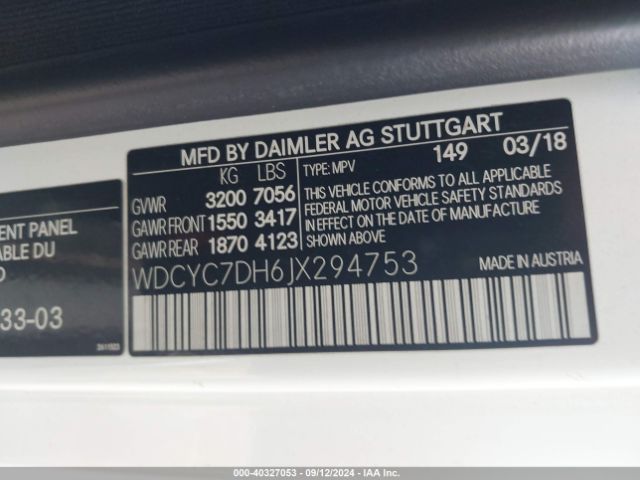 MFD BY DAIMLER AG STUTTGART
KG LBS
GVWR 3200 7056
GAWR FRONT 1550 3417
GAWR REAR 1870 4123
TYPE: MPV 149 03/18
THIS VEHICLE CONFORMS TO ALL APPLICABLE
FEDERAL MOTOR VEHICLE SAFETY STANDARDS
IN EFFECT ON THE DATE OF MANUFACTURE
SHOWN ABOVE
WDCYC7DH6JX294753 MADE IN AUSTRIA
ENT PANEL
ABLE DU
33-03
2611523
000-40327053 - 09/12/2024 - IAA Inc.